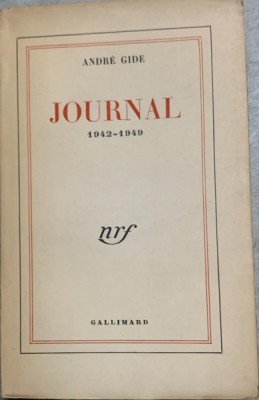 ANDRÉ GIDE
JOURNAL
1942-1949
nrf
GALLIMARD